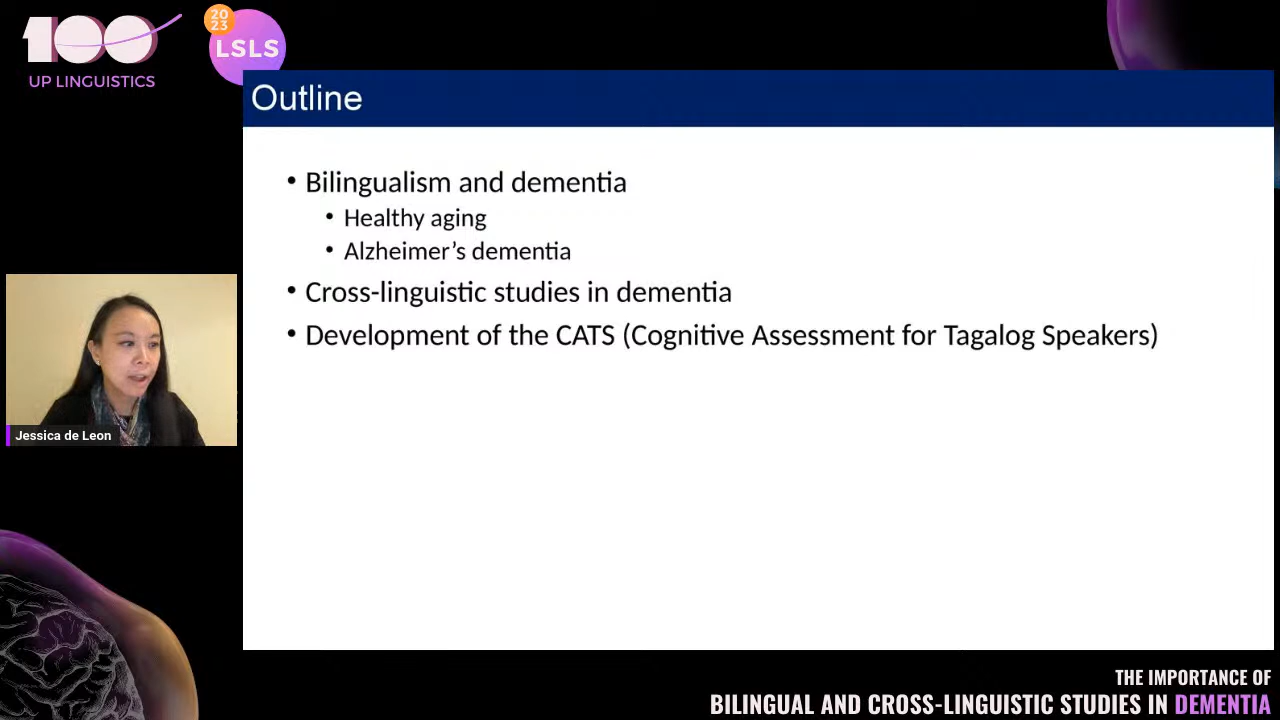 100
UP LINGUISTICS
20
23
LSLS
Outline
• Bilingualism and dementia
• Healthy aging
• Alzheimer’s dementia
• Cross-linguistic studies in dementia
• Development of the CATS (Cognitive Assessment for Tagalog Speakers)
Jessica de Leon
THE IMPORTANCE OF
BILINGUAL AND CROSS-LINGUISTIC STUDIES IN DEMENTIA